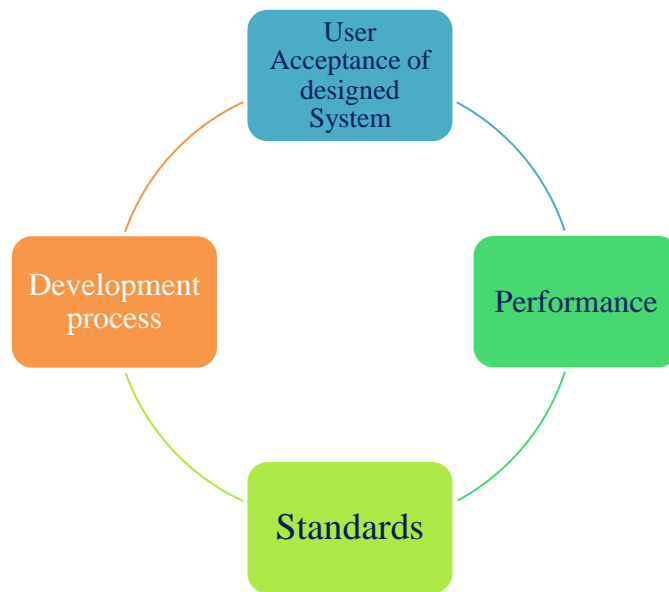 User
Acceptance of
designed
System
Development
process
Performance
Standards